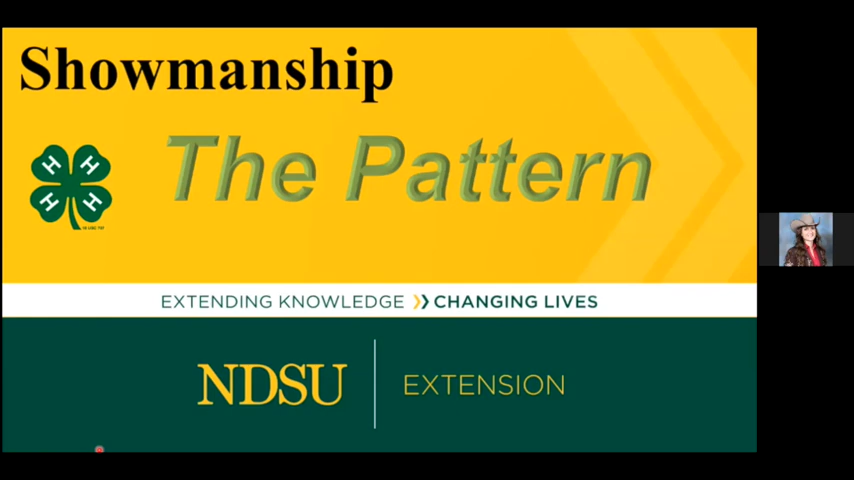 Showmanship
The Pattern
H H
H H
EXTENDING KNOWLEDGE CHANGING LIVES
NDSU EXTENSION